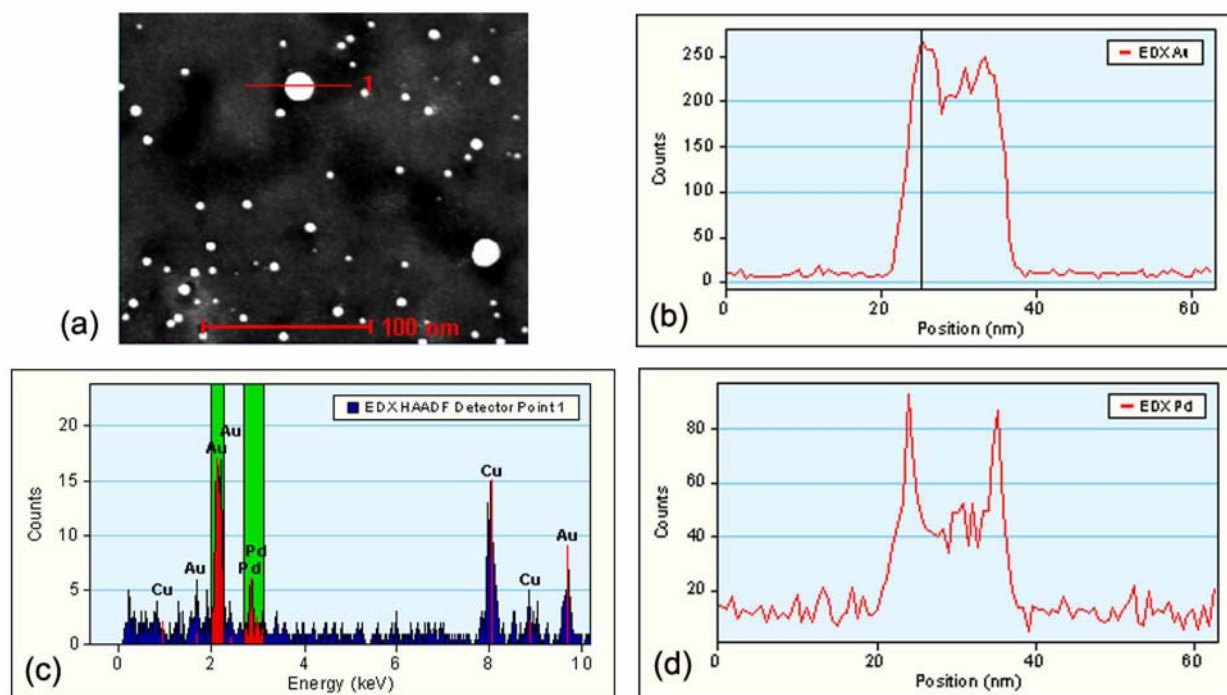 1
100 nm
(a)
EDX Au
250
200
150
100
50
0
Counts
0
20
40
60
Position (nm)
(b)
EDX HAADF Detector Point 1
20
15
10
5
0
Counts
Au
Au
Cu
Au
Pd
Pd
Cu
Au
Cu
0
2
4
6
8
10
Energy (keV)
(c)
EDX Pd
80
60
40
20
Counts
0
20
40
60
Position (nm)
(d)